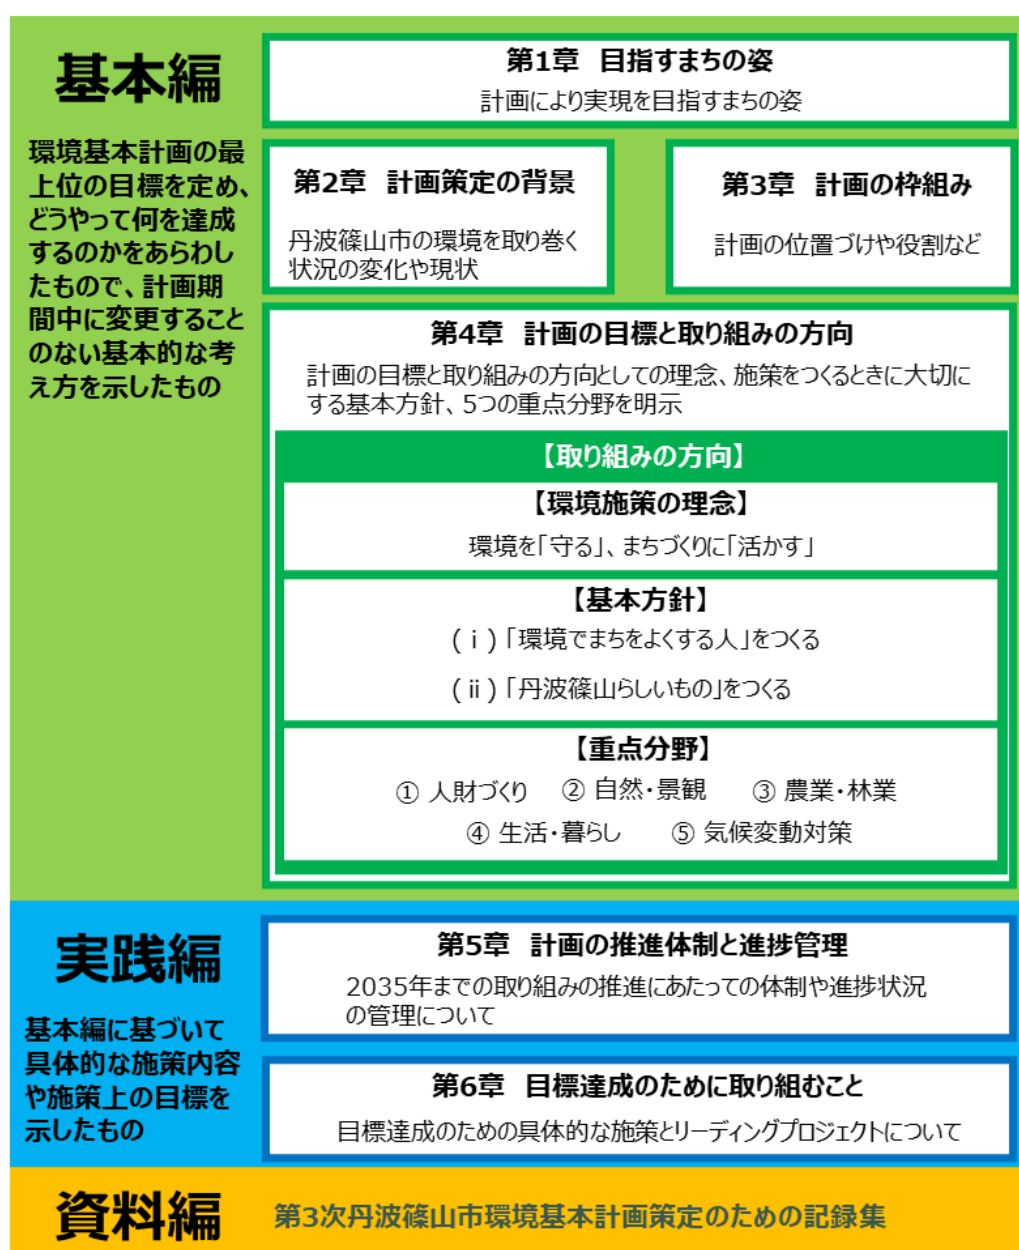 基本編
環境基本計画の最
上位の目標を定め、
どうやって何を達成
するのかをあらわし
たもので、計画期
間中に変更すること
のない基本的な考
え方を示したもの
第1章 目指すまちの姿
計画により実現を目指すまちの姿
第2章 計画策定の背景
丹波篠山市の環境を取り巻く
状況の変化や現状
第3章 計画の枠組み
計画の位置づけや役割など
第4章 計画の目標と取り組みの方向
計画の目標と取り組みの方向としての理念、施策をつくるときに大切に
する基本方針、5つの重点分野を明示
【取り組みの方向】
【環境施策の理念】
環境を「守る」、まちづくりに「活かす」
【基本方針】
(ⅰ)「環境でまちをよくする人」をつくる
(ⅱ)「丹波篠山らしいもの」をつくる
【重点分野】
① 人財づくり ② 自然・景観 ③ 農業・林業
④ 生活・暮らし ⑤ 気候変動対策
実践編
基本編に基づいて
具体的な施策内容
や施策上の目標を
示したもの
第5章 計画の推進体制と進捗管理
2035年までの取り組みの推進にあたっての体制や進捗状況
の管理について
第6章 目標達成のために取り組むこと
目標達成のための具体的な施策とリーディングプロジェクトについて
資料編
第3次丹波篠山市環境基本計画策定のための記録集